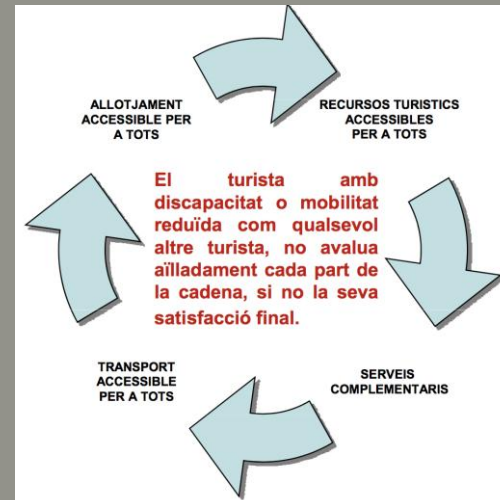 ALLOTJAMENT
ACCESSIBLE PER
A TOTS
RECURSOS TURISTICS
ACCESSIBLES
PER A TOTS
El turista amb
discapacitat o mobilitat
reduïda com qualsevol
altre turista, no avalua
aïlladament cada part de
la cadena, si no la seva
satisfacció final.
TRANSPORT
ACCESSIBLE
PER A TOTS
SERVEIS
COMPLEMENTARIS